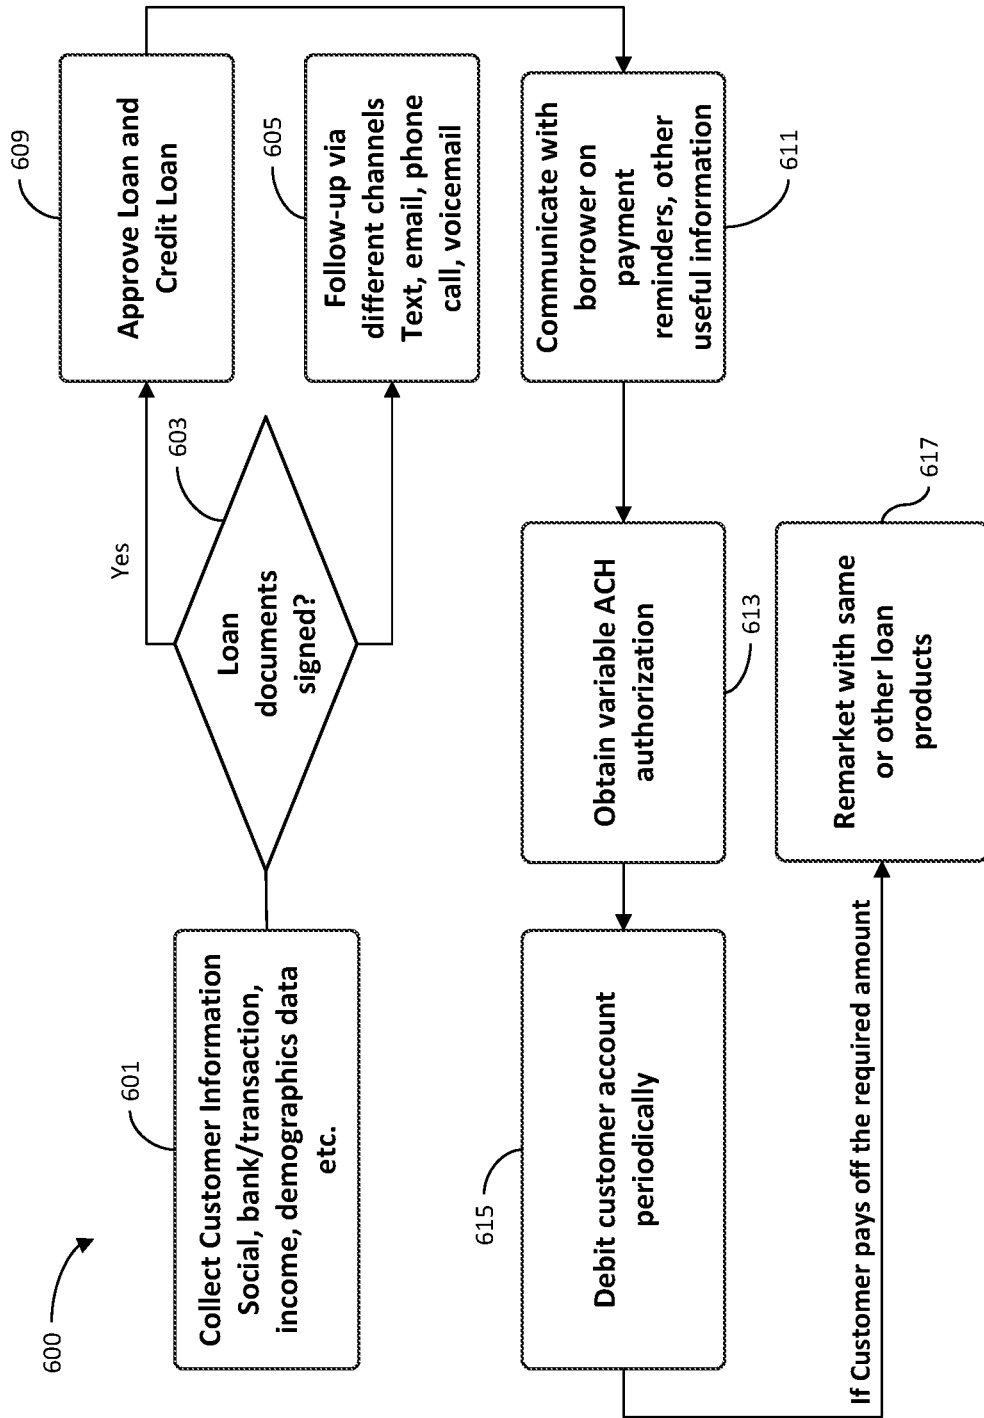 600
601
Collect Customer Information
Social, bank/transaction,
income, demographics data
etc.
Loan
documents
signed?
603
Yes
609
Approve Loan and
Credit Loan
605
Follow-up via
different channels
Text, email, phone
call, voicemail
615
Debit customer account
periodically
Obtain variable ACH
authorization
613
Communicate with
borrower on
payment
reminders, other
useful information
611
If Customer pays off the required amount
Remarket with same
or other loan
products
617